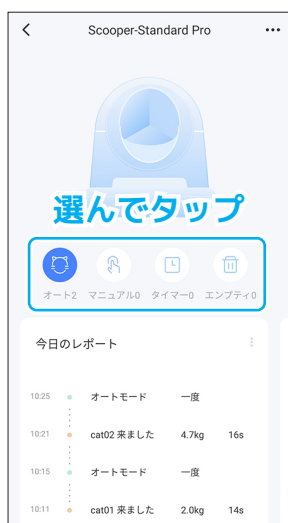 Scooper-Standard Pro
選んでタップ
オート2 マニュアル0 タイマー0 エンプティ0
今日のレポート
10:25 オートモード 一度
10:21 cat02 来ました 4.7kg 16s
10:15 オートモード 一度
10:11 cat01 来ました 2.0kg 14s